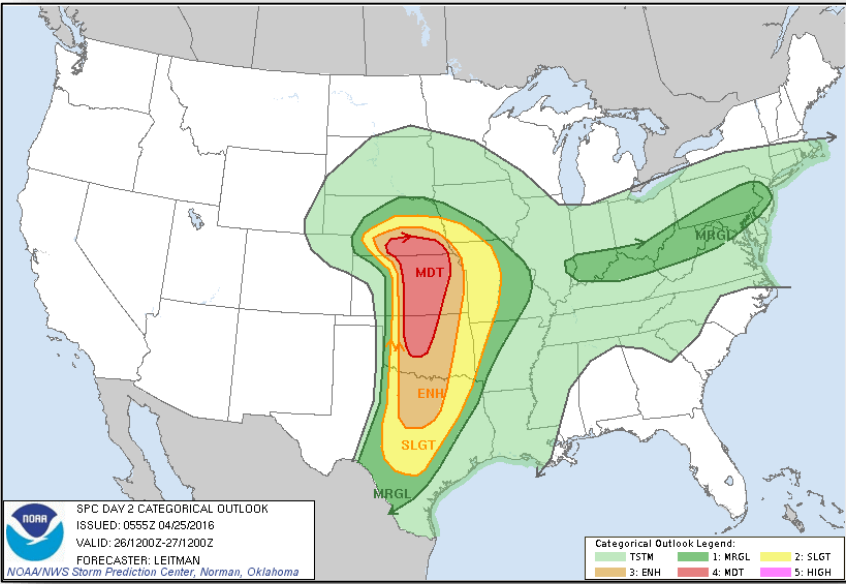 MRGL
MDT
ENH
SLGT
MRGL
NOAA
SPC DAY 2 CATEGORICAL OUTLOOK
ISSUED: 0555Z 04/25/2016
VALID: 26/1200Z-27/1200Z
FORECASTER: LEITMAN
NOAA/NWS Storm Prediction Center, Norman, Oklahoma
Categorical Outlook Legend:
TSTM 1: MRGL 2: SLGT
3: ENH 4: MDT 5: HIGH